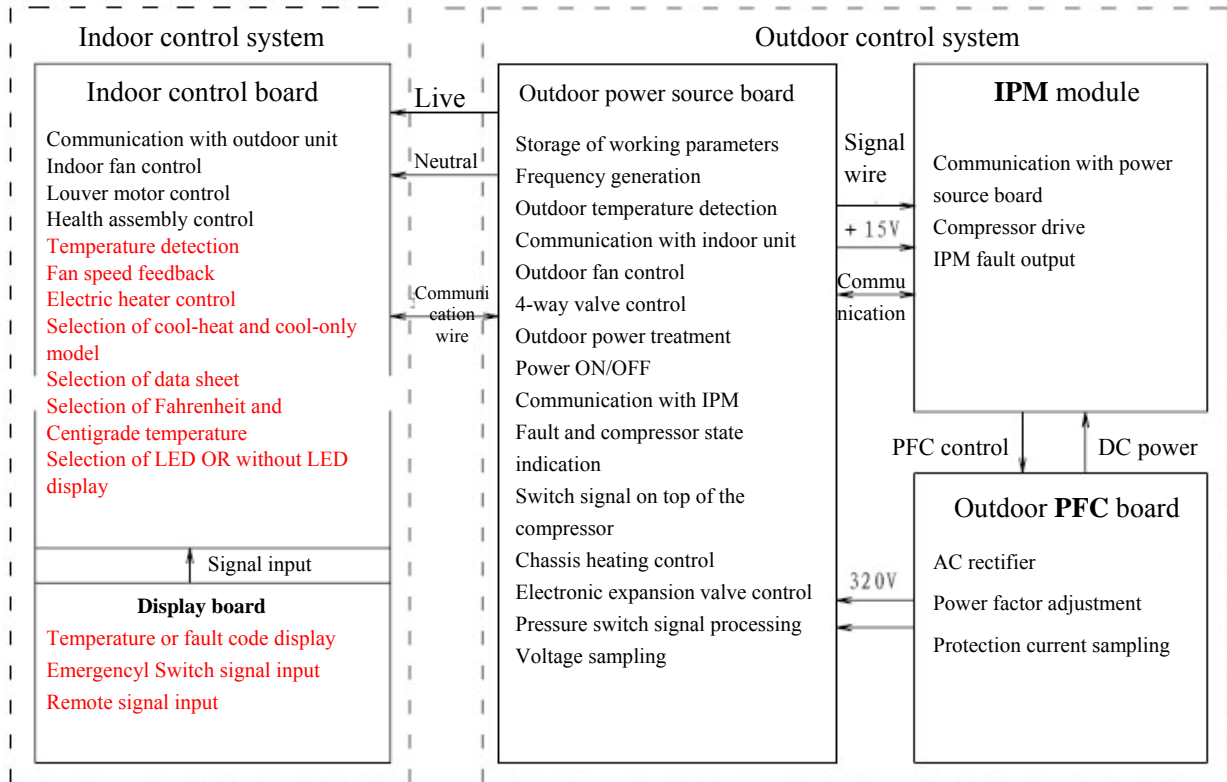 Indoor control system
Indoor control board
Communication with outdoor unit
Indoor fan control
Louver motor control
Health assembly control
Temperature detection
Fan speed feedback
Electric heater control
Selection of cool-heat and cool-only
model
Selection of data sheet
Selection of Fahrenheit and
Centigrade temperature
Selection of LED OR without LED
display
Signal input
Display board
Temperature or fault code display
Emergencyl Switch signal input
Remote signal input
Live
Neutral
Communi
cation
wire
Outdoor control system
Outdoor power source board
Storage of working parameters
Frequency generation
Outdoor temperature detection
Communication with indoor unit
Outdoor fan control
4-way valve control
Outdoor power treatment
Power ON/OFF
Communication with IPM
Fault and compressor state
indication
Switch signal on top of the
compressor
Chassis heating control
Electronic expansion valve control
Pressure switch signal processing
Voltage sampling
Signal
wire
+ 15V
Commu
nication
IPM module
Communication with power
source board
Compressor drive
IPM fault output
PFC control
DC power
Outdoor PFC board
AC rectifier
Power factor adjustment
Protection current sampling
320V